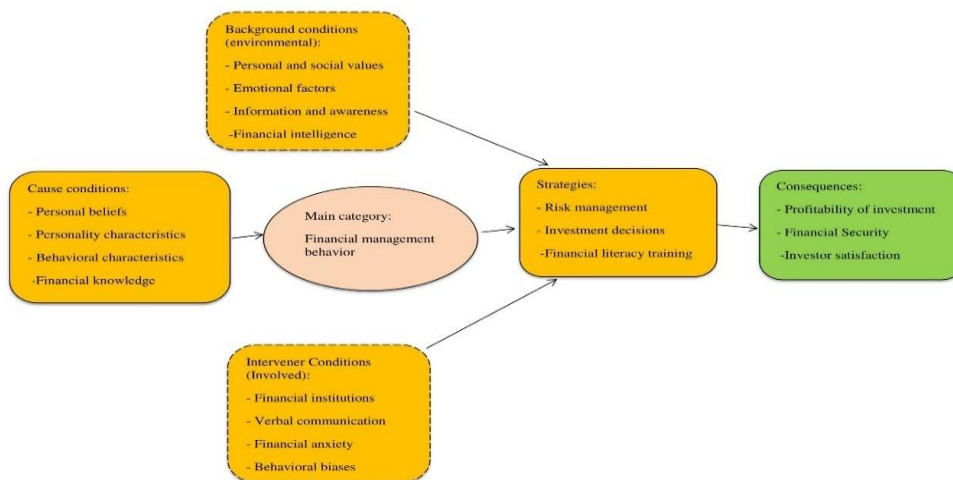 Background conditions
(environmental):
- Personal and social values
- Emotional factors
- Information and awareness
-Financial intelligence
Cause conditions:
- Personal beliefs
- Personality characteristics
- Behavioral characteristics
-Financial knowledge
Main category:
Financial management
behavior
Strategies:
- Risk management
- Investment decisions
-Financial literacy training
Consequences:
- Profitability of investment
- Financial Security
-Investor satisfaction
Intervener Conditions
(Involved):
- Financial institutions
- Verbal communication
- Financial anxiety
- Behavioral biases